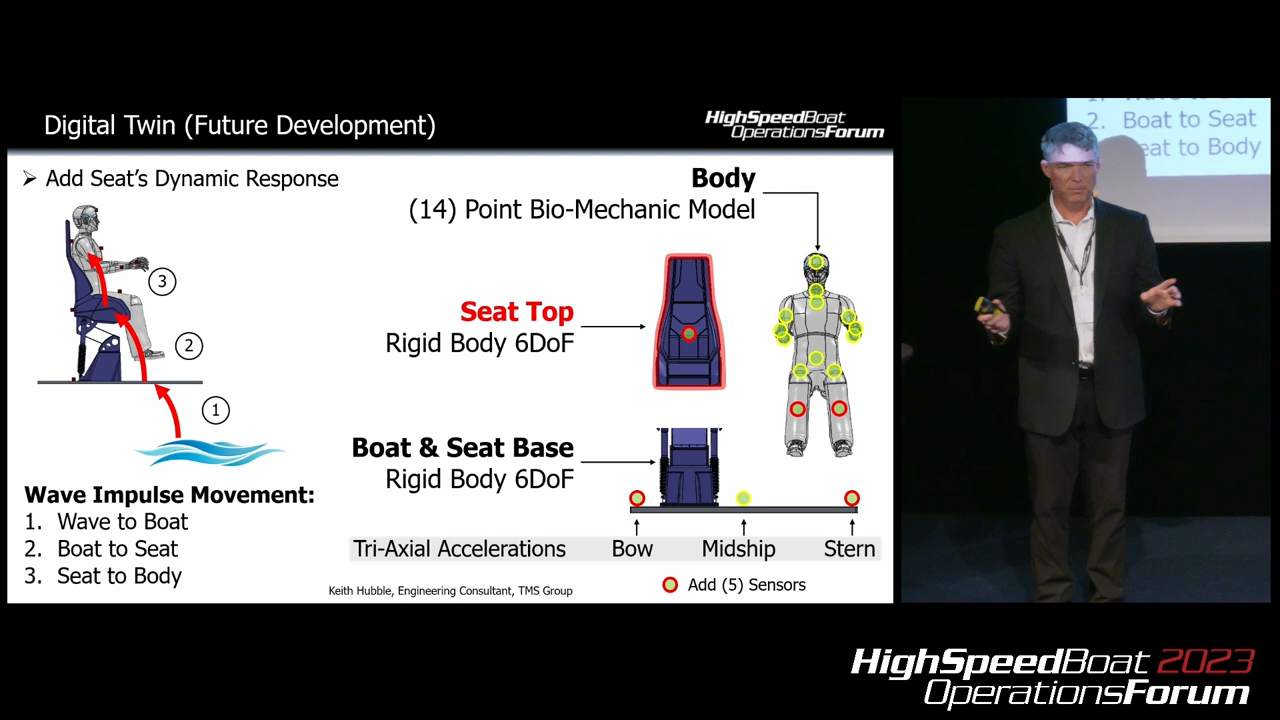 Digital Twin (Future Development)
HighSpeedBoat
OperationsForum
➢ Add Seat's Dynamic Response
Body
(14) Point Bio-Mechanic Model
3
Seat Top
Rigid Body 6DoF
2
1
Boat & Seat Base
Rigid Body 6DoF
Wave Impulse Movement:
1. Wave to Boat
2. Boat to Seat
3. Seat to Body
Tri-Axial Accelerations Bow Midship Stern
Add (5) Sensors
Keith Hubble, Engineering Consultant, TMS Group
2. Boat to Seat
eat to Body
HighSpeedBoat 2023
OperationsForum